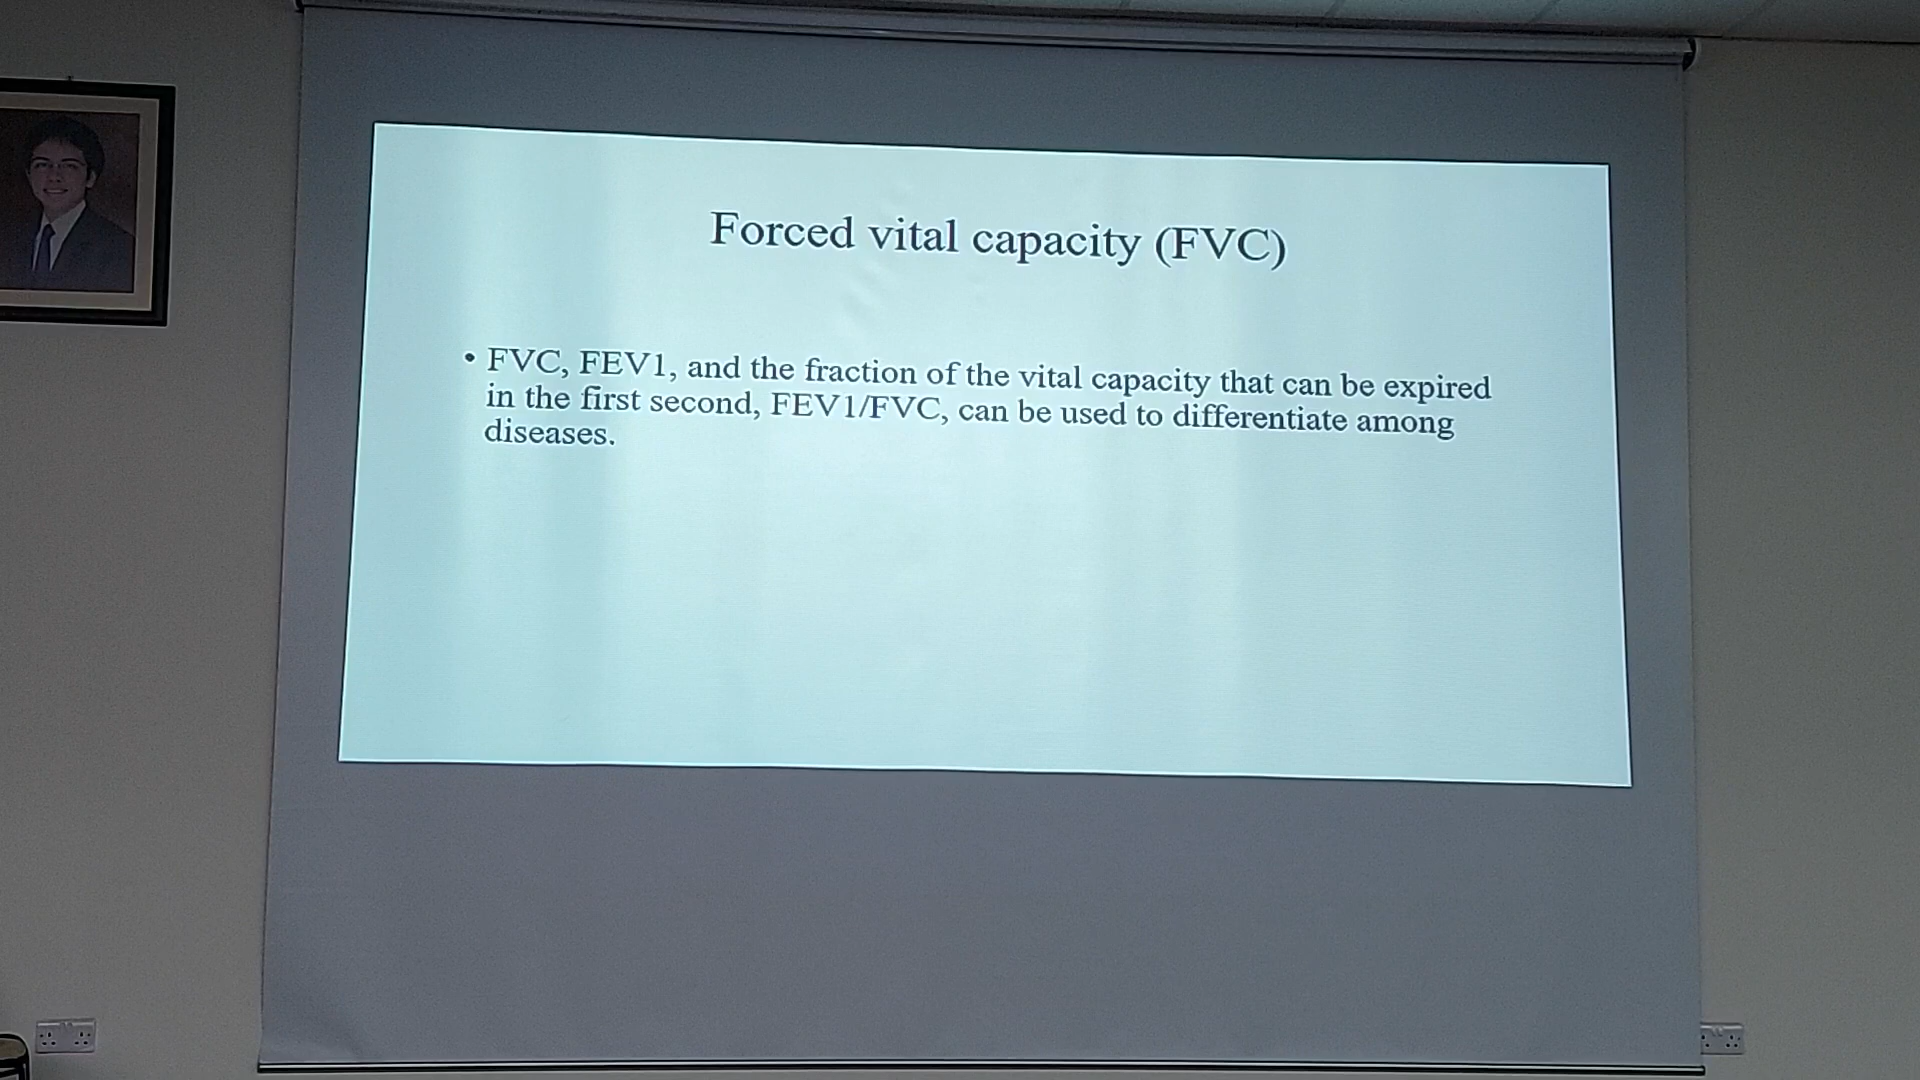 Forced vital capacity (FVC)
• FVC, FEV1, and the fraction of the vital capacity that can be expired
in the first second, FEV1/FVC, can be used to differentiate among
diseases.